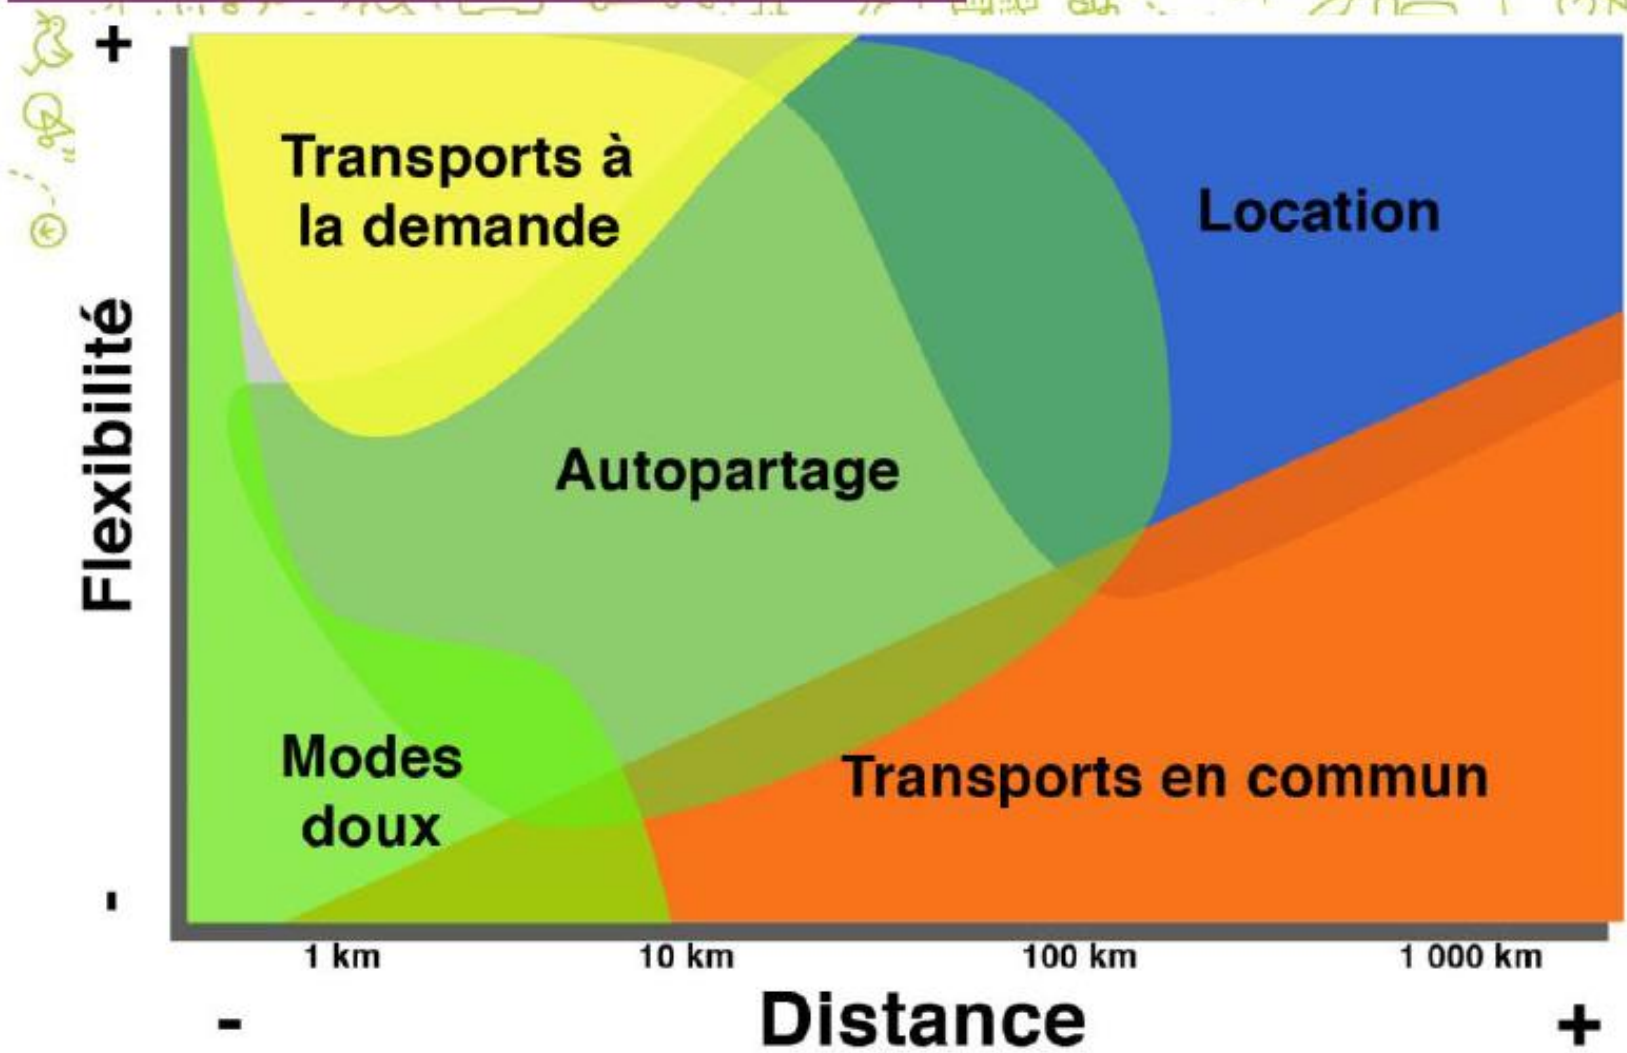 +
Transports à
la demande
Location
Flexibilité
Autopartage
Modes
doux
Transports en commun
-
1 km
10 km
100 km
1 000 km
-
Distance
+